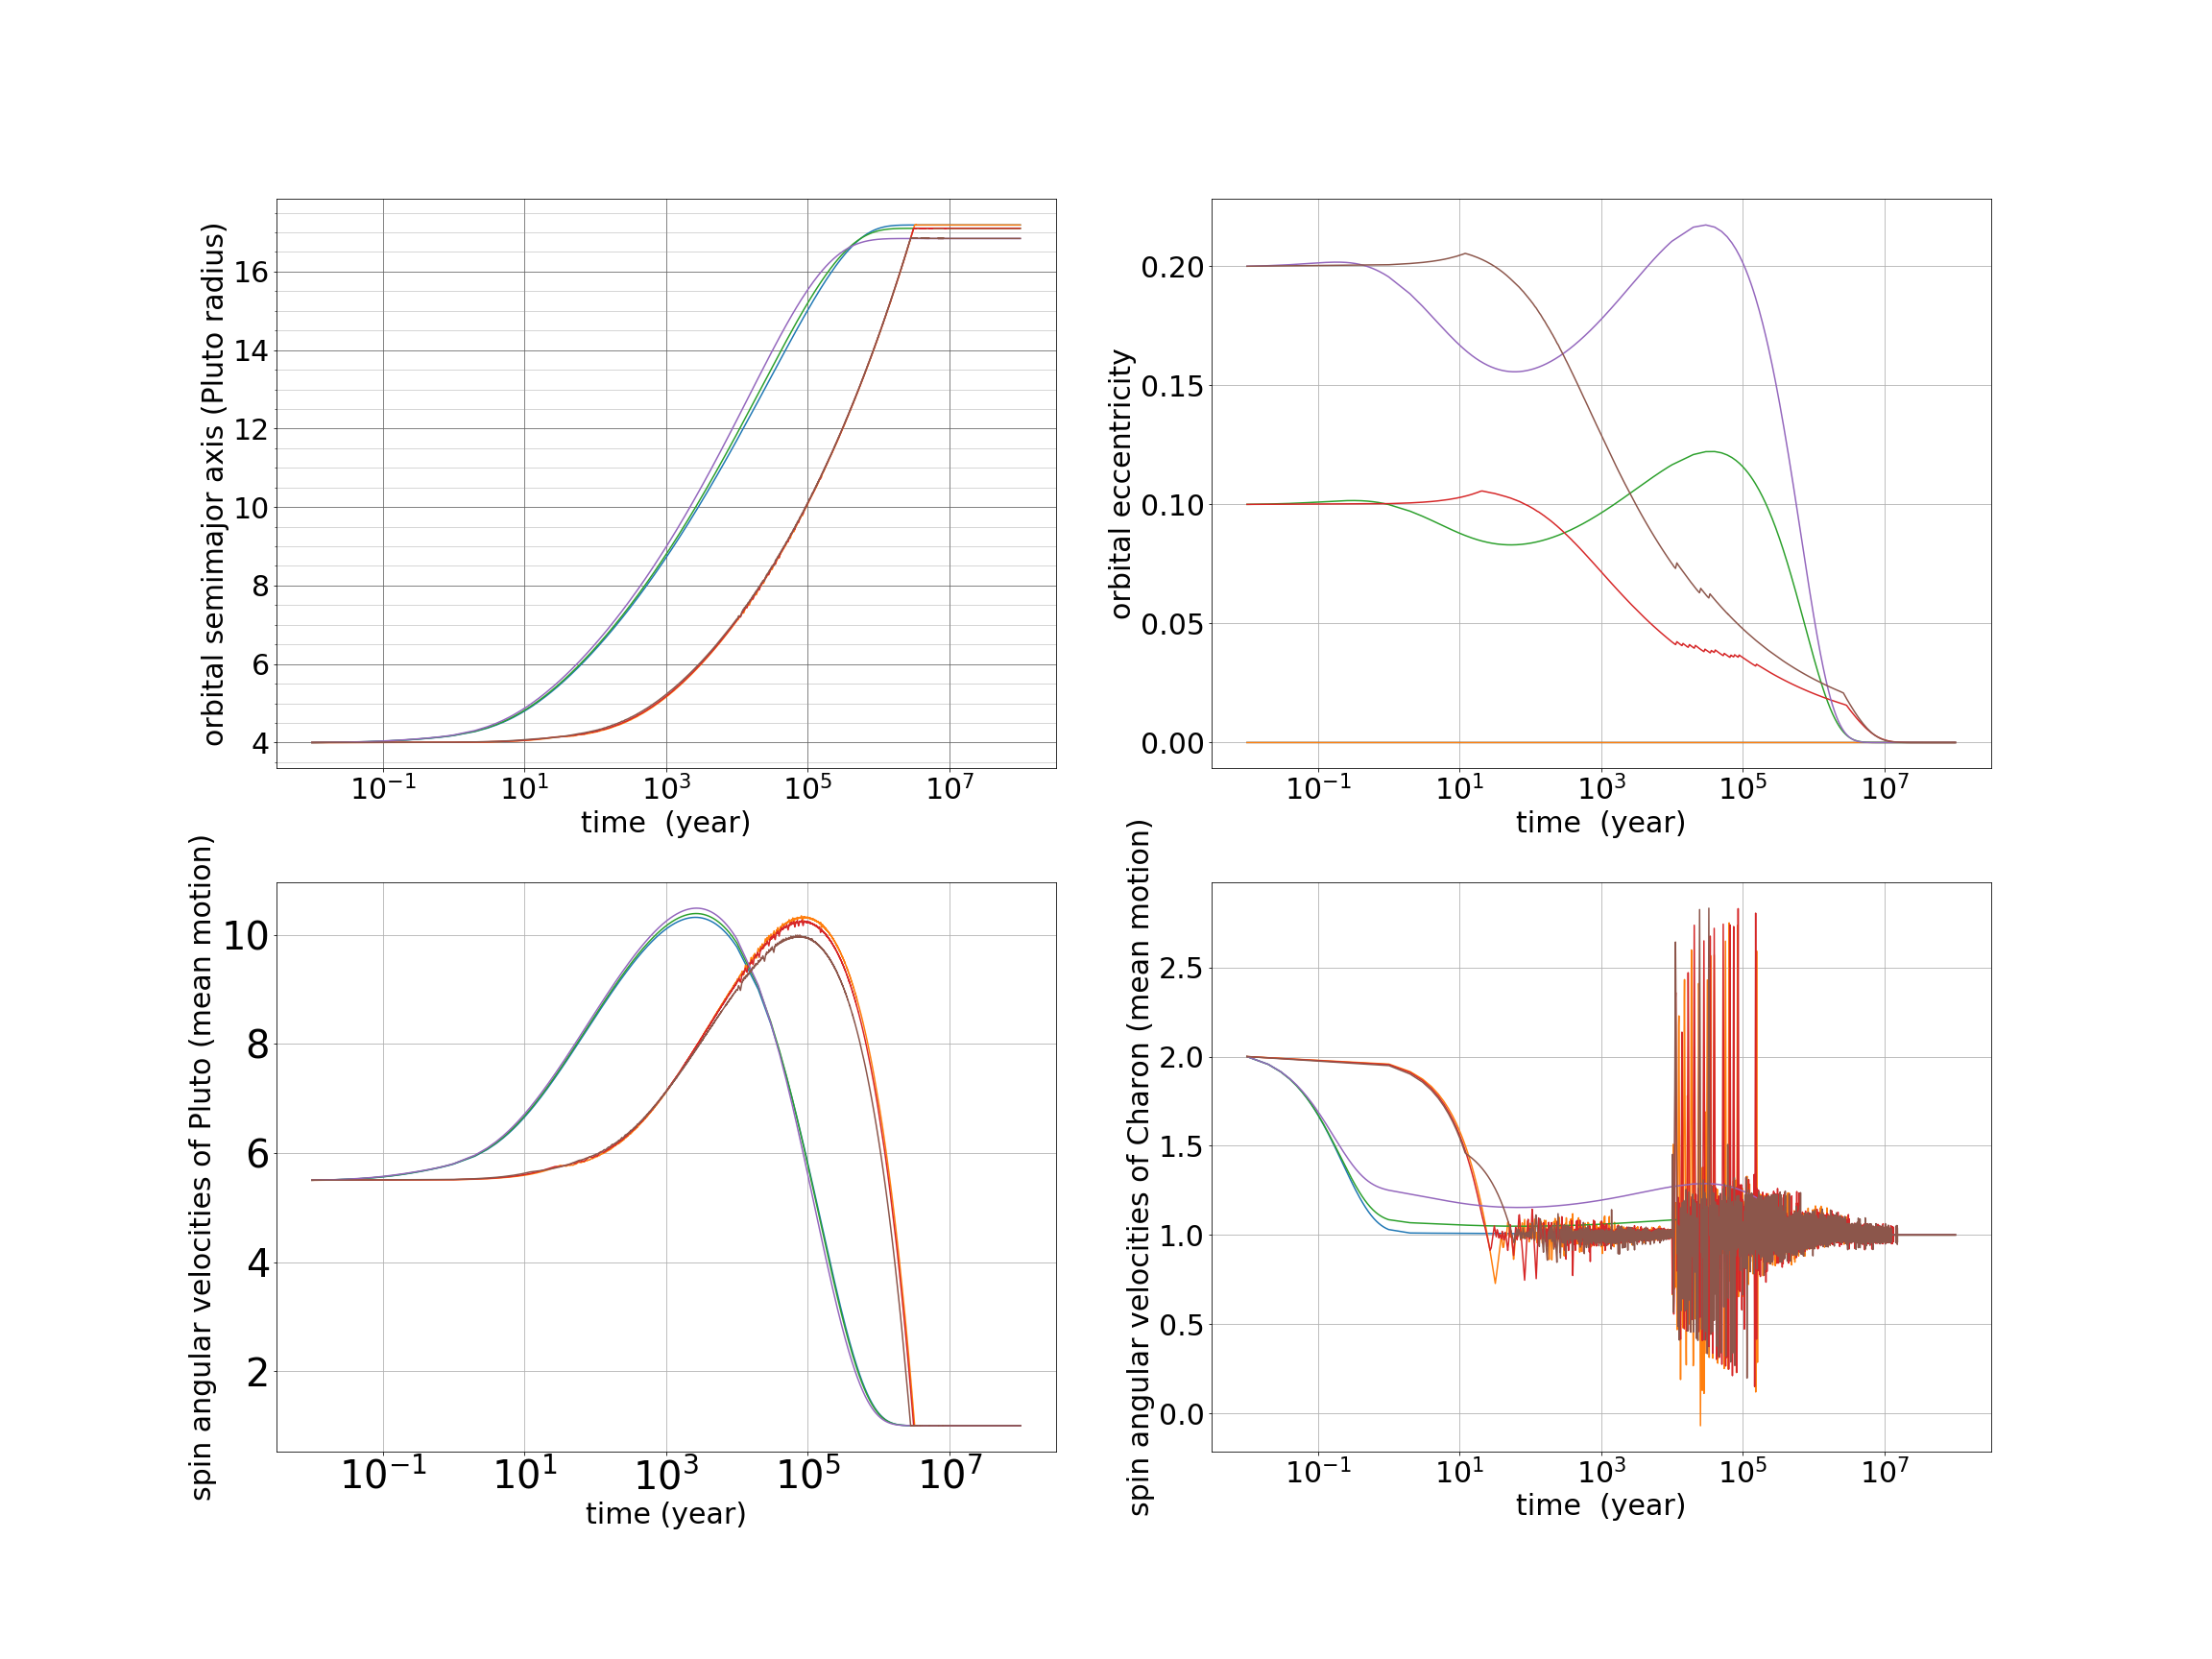 orbital semimajor axis (Pluto radius)
16
14
12
10
8
6
4
10⁻¹ 10¹ 10³ 10⁵ 10⁷
time (year)
orbital eccentricity
0.20
0.15
0.10
0.05
0.00
10⁻¹ 10¹ 10³ 10⁵ 10⁷
time (year)
spin angular velocities of Pluto (mean motion)
10
8
6
4
2
10⁻¹ 10¹ 10³ 10⁵ 10⁷
time (year)
spin angular velocities of Charon (mean motion)
2.5
2.0
1.5
1.0
0.5
0.0
10⁻¹ 10¹ 10³ 10⁵ 10⁷
time (year)